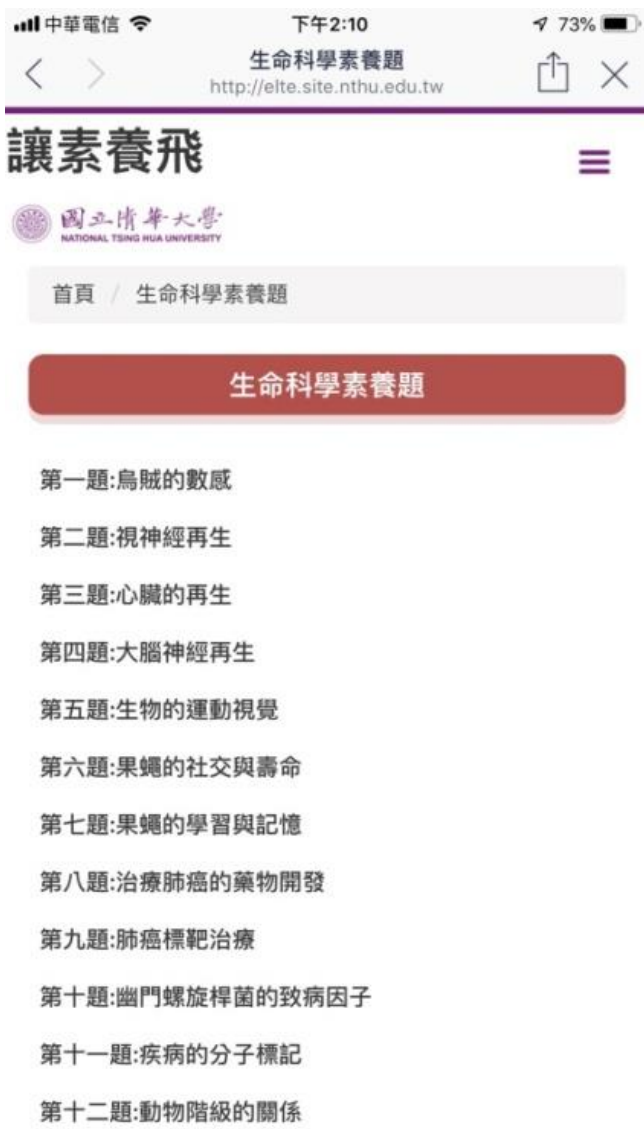 中華電信 下午2:10 73%
生命科學素養題
http://elte.site.nthu.edu.tw
讓素養飛
國立清華大學
NATIONAL TSING HUA UNIVERSITY
首頁 / 生命科學素養題
生命科學素養題
第一題:烏賊的數感
第二題:視神經再生
第三題:心臟的再生
第四題:大腦神經再生
第五題:生物的運動視覺
第六題:果蠅的社交與壽命
第七題:果蠅的學習與記憶
第八題:治療肺癌的藥物開發
第九題:肺癌標靶治療
第十題:幽門螺旋桿菌的致病因子
第十一題:疾病的分子標記
第十二題:動物階級的關係